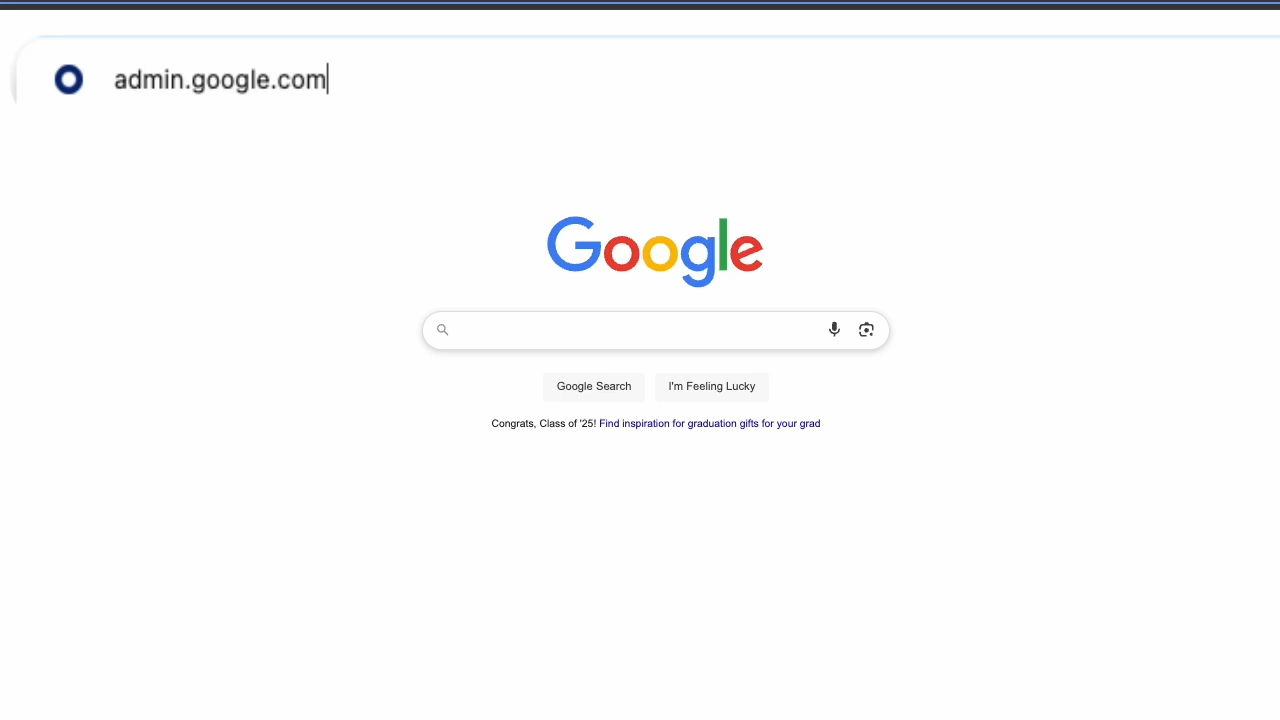 admin.google.com
Google
Google Search
I'm Feeling Lucky
Congrats, Class of '25! Find inspiration for graduation gifts for your grad